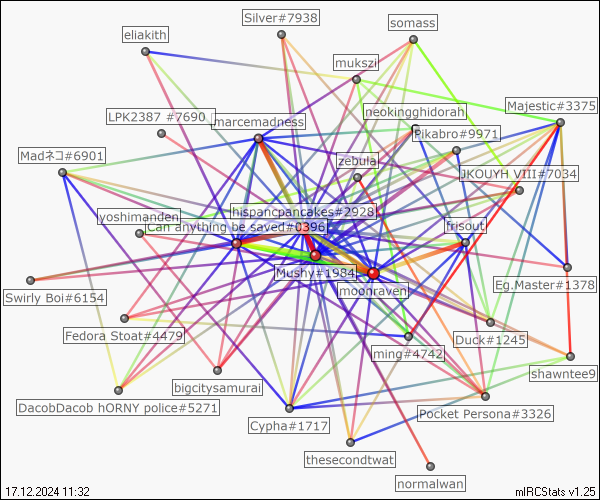 Silver#7938
somass
eliakith
mukszi
Majestic#3375
LPK2387 #7690
neokingghidorah
marcemadness
Pikabro#9971
Madネコ#6901
zebula
JKOUYH VIII#7034
yoshimanden
hispanicpancakes#2928
Can anything be saved#0396
frisout
Mushy#1984
Eg.Master#1378
moonraven
Swirly Boi#6154
Fedora Stoat#4479
Duck#1245
ming#4742
shawntee9
bigcitysamurai
DacobDacob hORNY police#5271
Pocket Persona#3326
Cypha#1717
thesecondtwat
normalwan
17.12.2024 11:32
mIRCStats v1.25